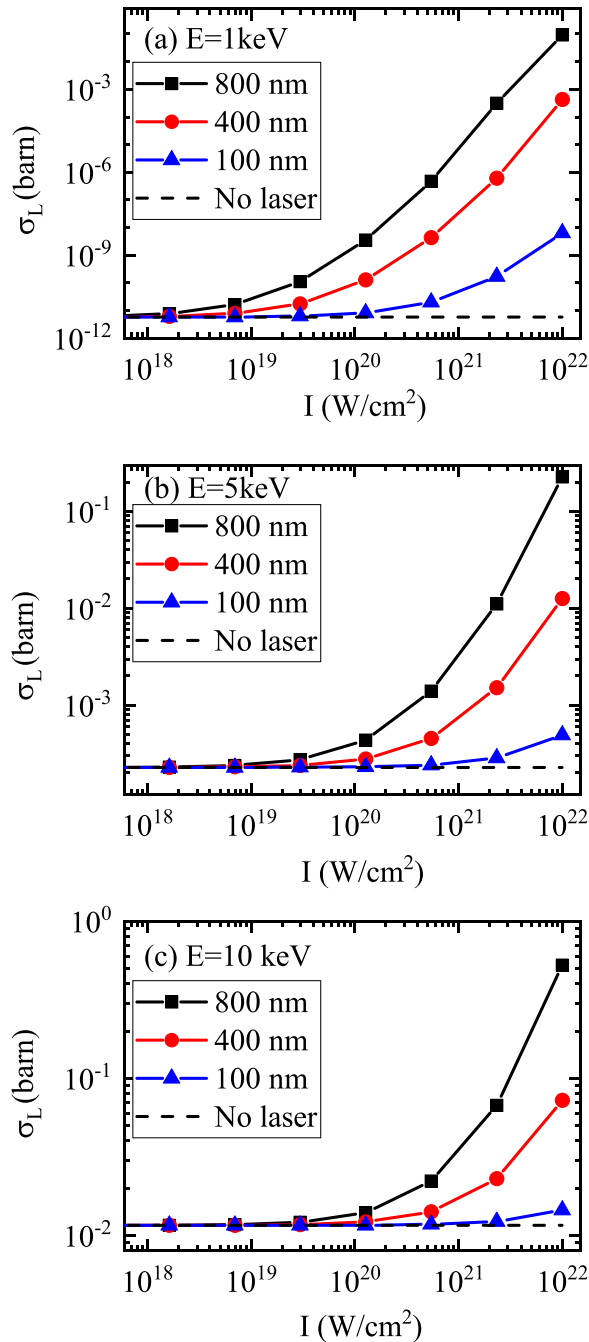 (a) E=1keV
800 nm
400 nm
100 nm
No laser
10⁻³
10⁻⁶
10⁻⁹
10⁻¹²
σ_L (barn)
10¹⁸ 10¹⁹ 10²⁰ 10²¹ 10²²
I (W/cm²)
(b) E=5keV
800 nm
400 nm
100 nm
No laser
10⁻¹
10⁻²
10⁻³
σ_L (barn)
10¹⁸ 10¹⁹ 10²⁰ 10²¹ 10²²
I (W/cm²)
(c) E=10 keV
800 nm
400 nm
100 nm
No laser
10⁰
10⁻¹
10⁻²
σ_L (barn)
10¹⁸ 10¹⁹ 10²⁰ 10²¹ 10²²
I (W/cm²)